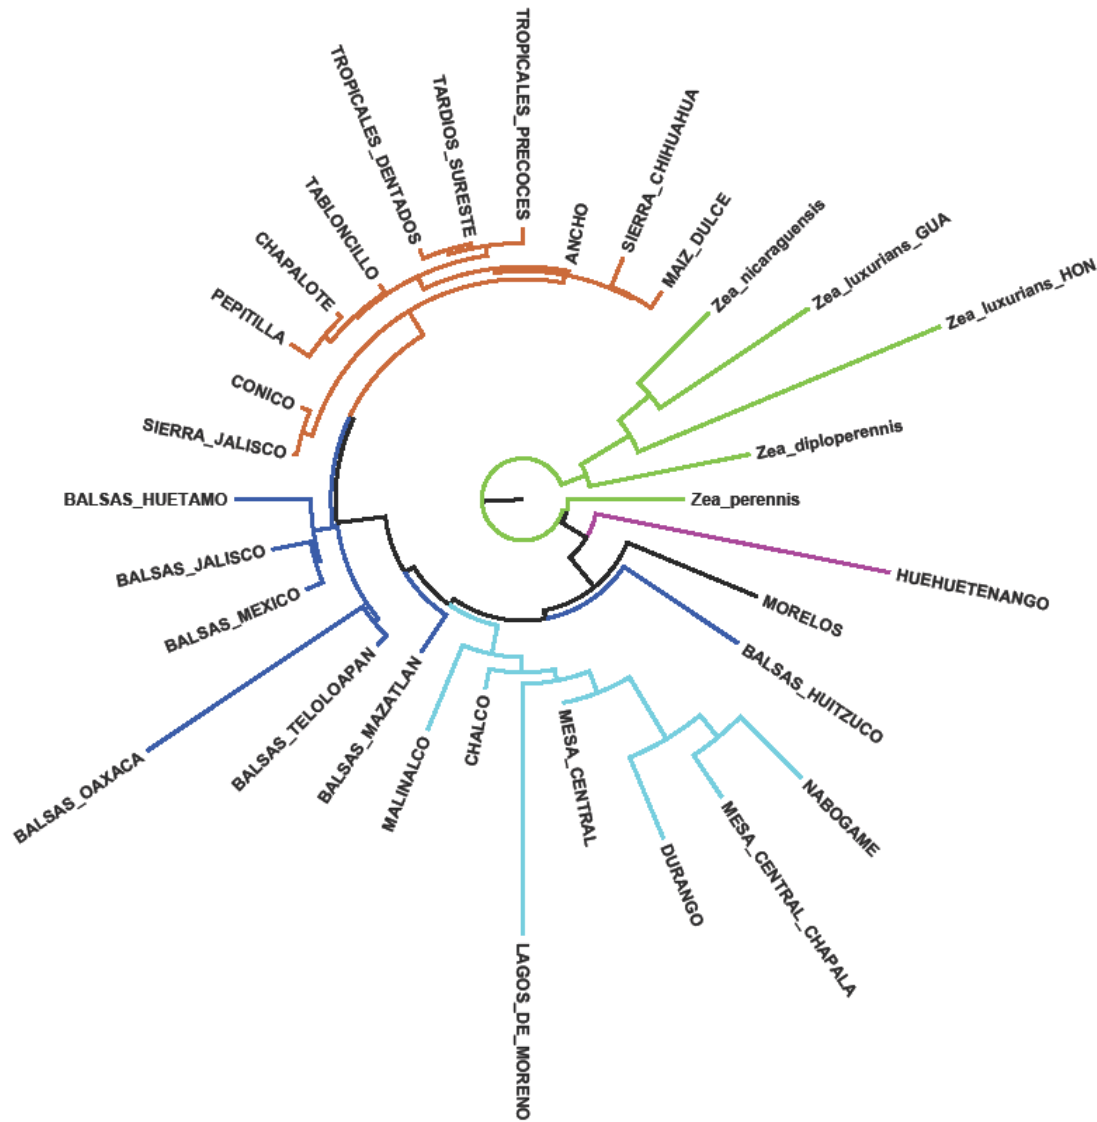 TROPICALES_PRECOCES
TARDIOS_SURESTE
TROPICALES_DENTADOS
TABLONCILLO
CHAPALOTE
PEPITILLA
CONICO
SIERRA_JALISCO
ANCHO
SIERRA_CHIHUAHUA
MAIZ_DULCE
Zea_nicaraguensis
Zea_luxurians_GUA
Zea_luxurians_HON
Zea_diploperennis
Zea_perennis
HUEHUETENANGO
MORELOS
BALSAS_HUITZUCO
NABOGAME
MESA_CENTRAL_CHAPALA
DURANGO
MESA_CENTRAL
LAGOS_DE_MORENO
CHALCO
MALINALCO
BALSAS_MAZATLAN
BALSAS_TELOLOAPAN
BALSAS_OAXACA
BALSAS_MEXICO
BALSAS_JALISCO
BALSAS_HUETAMO